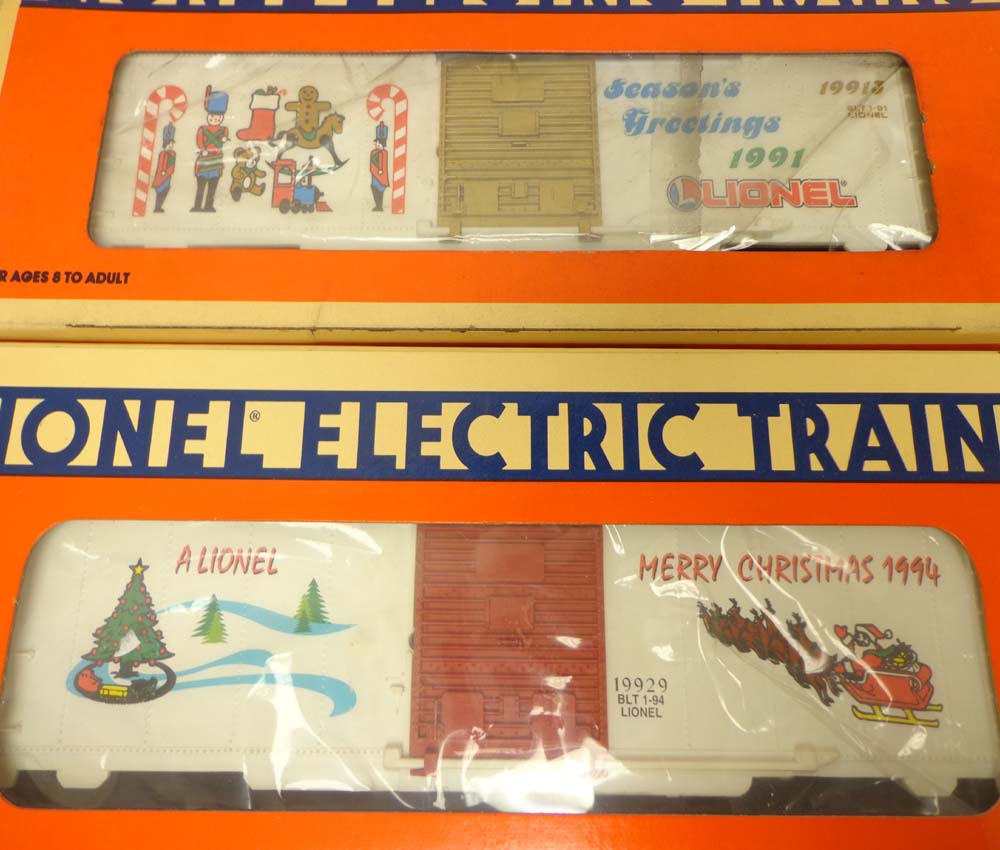 Season's
Greetings
1991
LIONEL®
19913
BLT 1-91
LIONEL
R AGES 8 TO ADULT
IONEL® ELECTRIC TRAIN
A LIONEL
MERRY CHRISTMAS 1994
19929
BLT 1-94
LIONEL